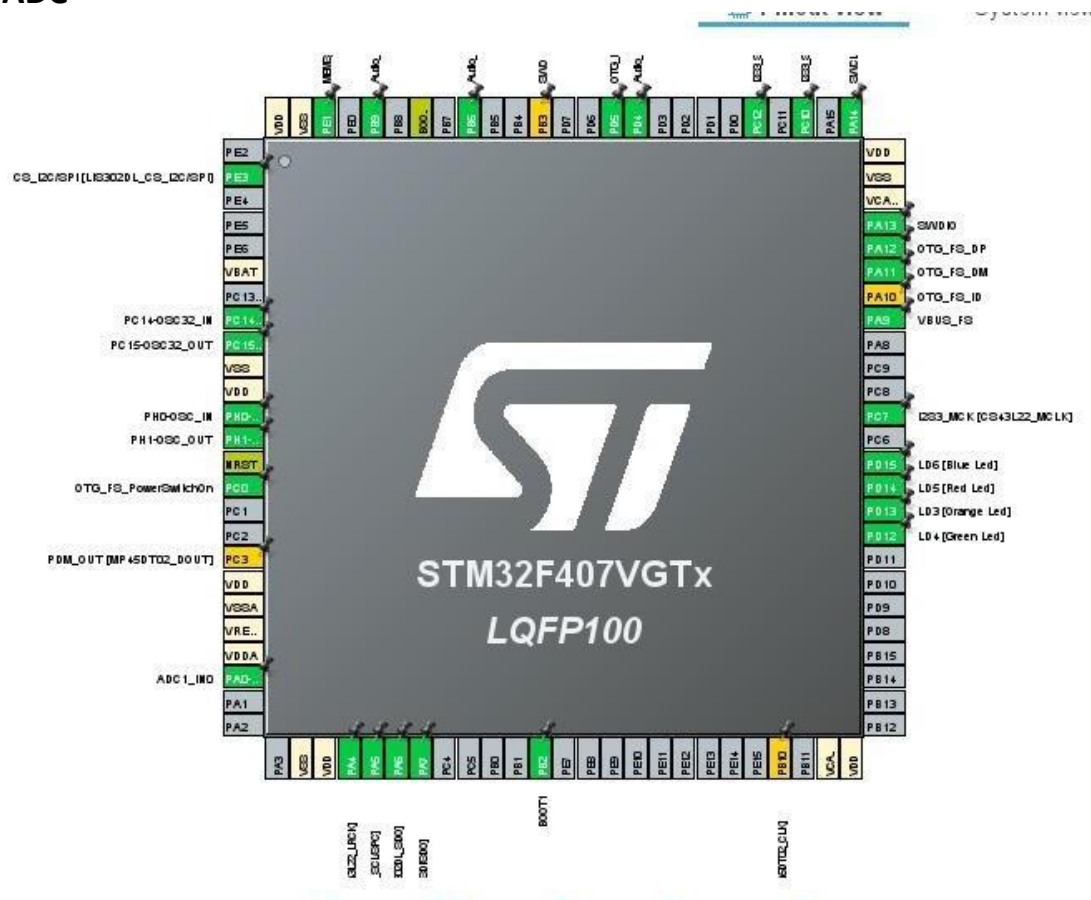 ADC
Pinout view
System view
MEMS_
Audio_
Audio_
SWO
OTG_
Audio_
I2S3_S
I2S3_S
SWCL
VDD VSS PE1 PE0 PB9 PB8 BOO.. PB7 PB6 PB5 PB4 PB3 PD7 PD6 PD5 PD4 PD3 PD2 PD1 PD0 PC12 PC11 PC10 PA15 PA14
PE2
CS_I2C/SPI [LIS302DL_CS_I2C/SPI] PE3
PE4
PE5
PE6
VBAT
PC13..
PC14-OSC32_IN PC14..
PC15-OSC32_OUT PC15..
VSS
VDD
PH0-OSC_IN PH0-..
PH1-OSC_OUT PH1-..
NRST
OTG_FS_PowerSwitchOn PC0
PC1
PC2
PDM_OUT [MP45DT02_DOUT] PC3
VDD
VSSA
VRE..
VDDA
ADC1_IN0 PA0-..
PA1
PA2
ST
STM32F407VGTx
LQFP100
VDD
VSS
VCA..
PA13 SWDIO
PA12 OTG_FS_DP
PA11 OTG_FS_DM
PA10 OTG_FS_ID
PA9 VBUS_FS
PA8
PC9
PC8
PC7 I2S3_MCK [CS43L22_MCLK]
PC6
PD15 LD6 [Blue Led]
PD14 LD5 [Red Led]
PD13 LD3 [Orange Led]
PD12 LD4 [Green Led]
PD11
PD10
PD9
PD8
PB15
PB14
PB13
PB12
PA3 VSS VDD PA4 PA5 PA6 PA7 PC4 PC5 PB0 PB1 PB2 PE7 PE8 PE9 PE10 PE11 PE12 PE13 PE14 PE15 PB10 PB11 VCA.. VDD
BOOT1